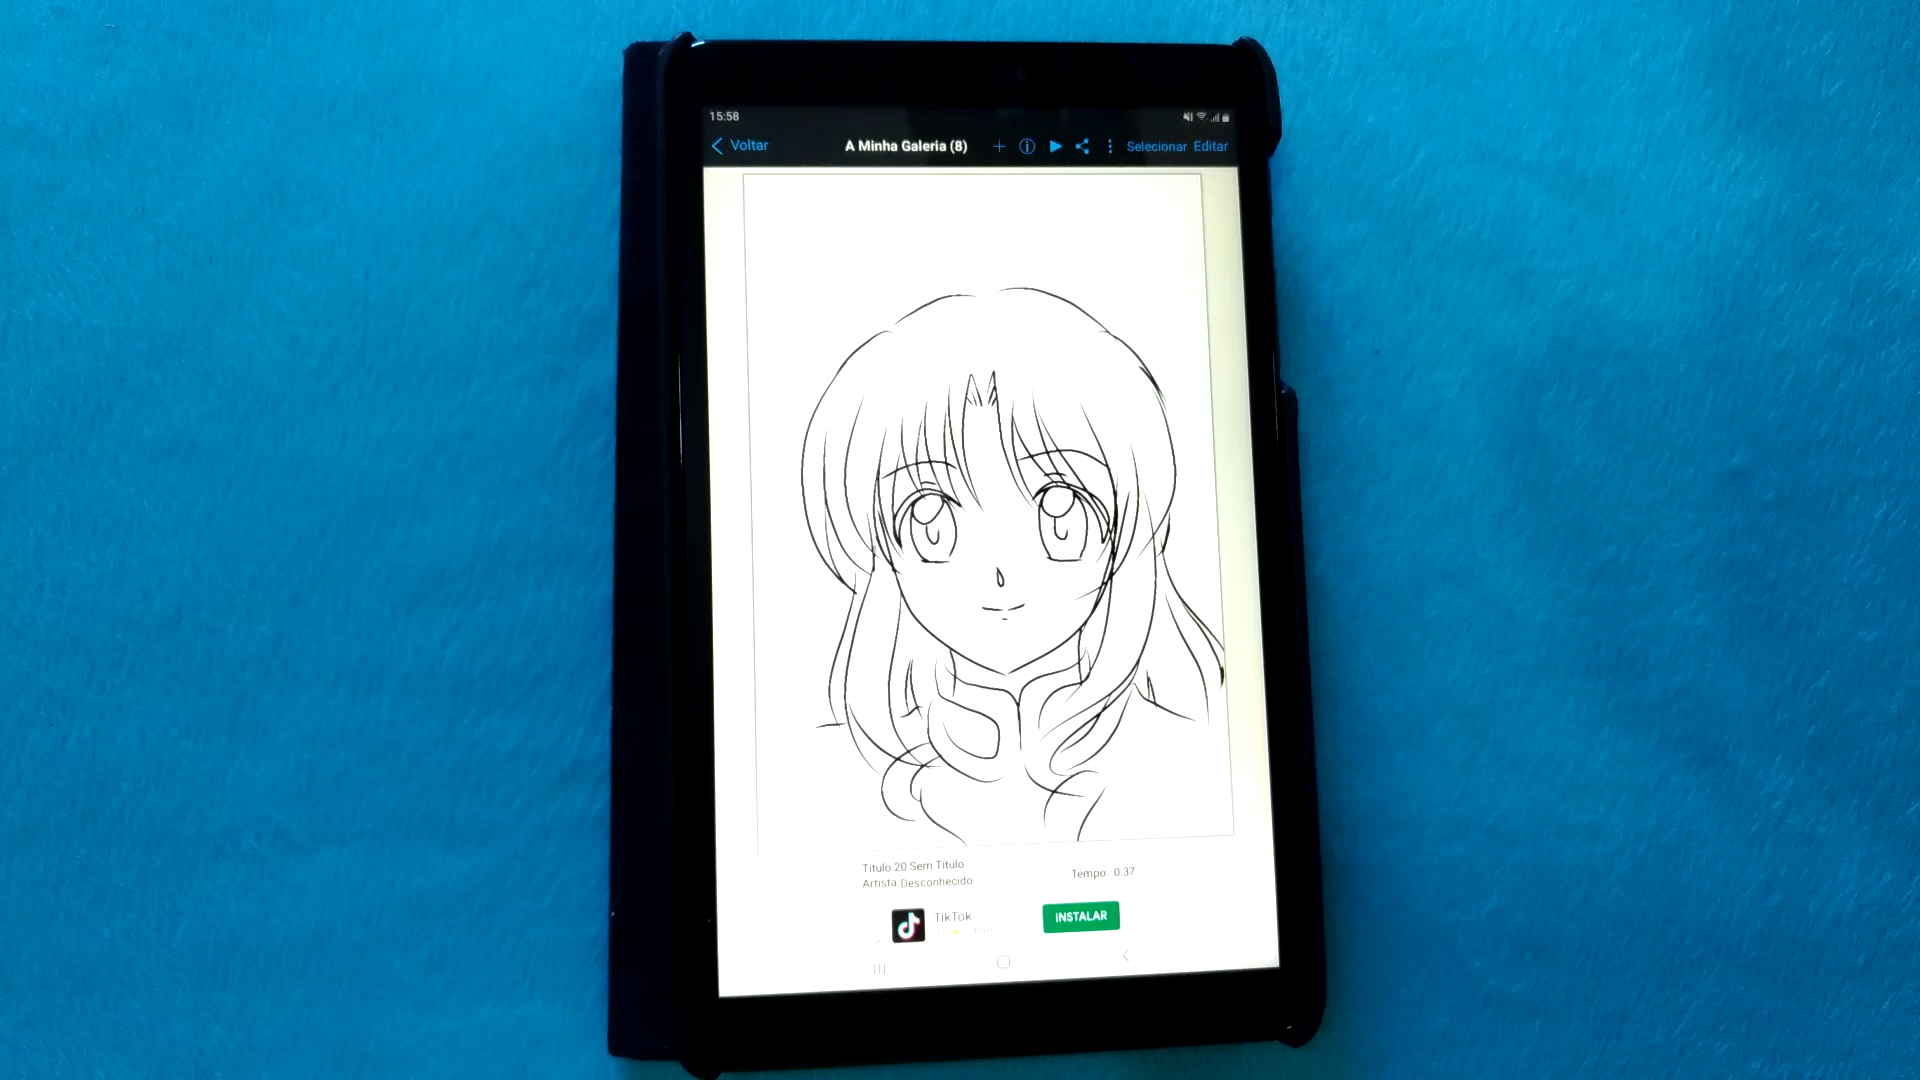 15:58
Voltar A Minha Galeria (8) Selecionar Editar
Título:20 Sem Título
Artista Desconhecido
Tempo 0:37
TikTok
INSTALAR